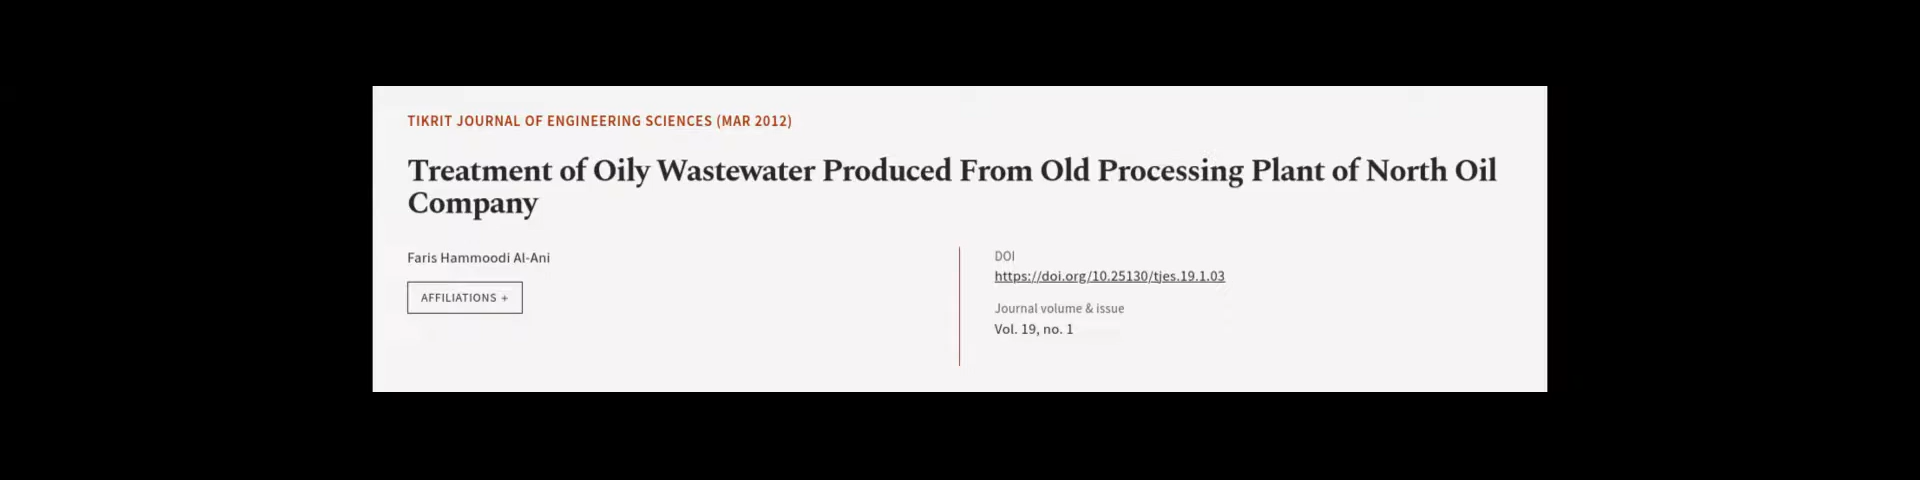 TIKRIT JOURNAL OF ENGINEERING SCIENCES (MAR 2012)
Treatment of Oily Wastewater Produced From Old Processing Plant of North Oil
Company
Faris Hammoodi Al-Ani
AFFILIATIONS +
DOI
https://doi.org/10.25130/tjes.19.1.03
Journal volume & issue
Vol. 19, no. 1